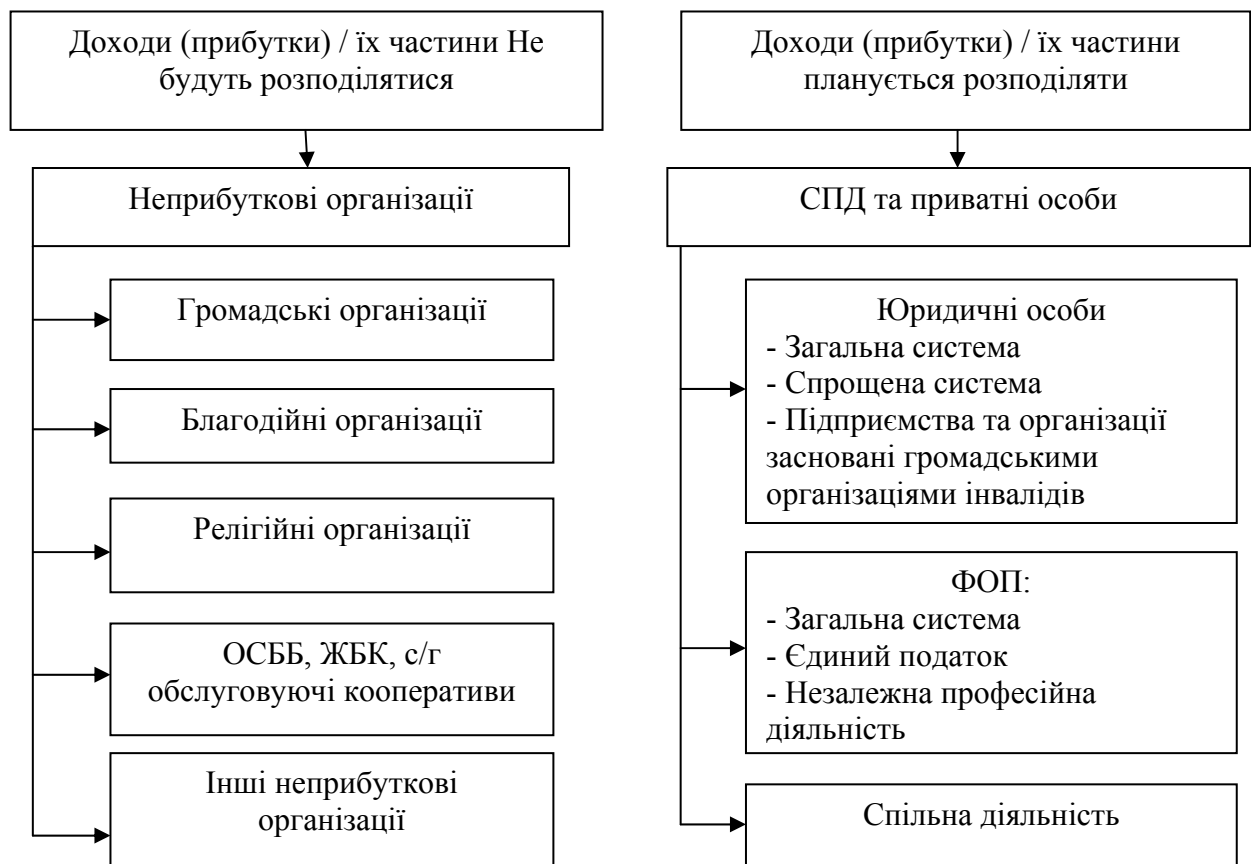 Доходи (прибутки) / їх частини Не
будуть розподілятися
Неприбуткові організації
Громадські організації
Благодійні організації
Релігійні організації
ОСББ, ЖБК, с/г
обслуговуючі кооперативи
Інші неприбуткові
організації
Доходи (прибутки) / їх частини
планується розподіляти
СПД та приватні особи
Юридичні особи
- Загальна система
- Спрощена система
- Підприємства та організації
засновані громадськими
організаціями інвалідів
ФОП:
- Загальна система
- Єдиний податок
- Незалежна професійна
діяльність
Спільна діяльність